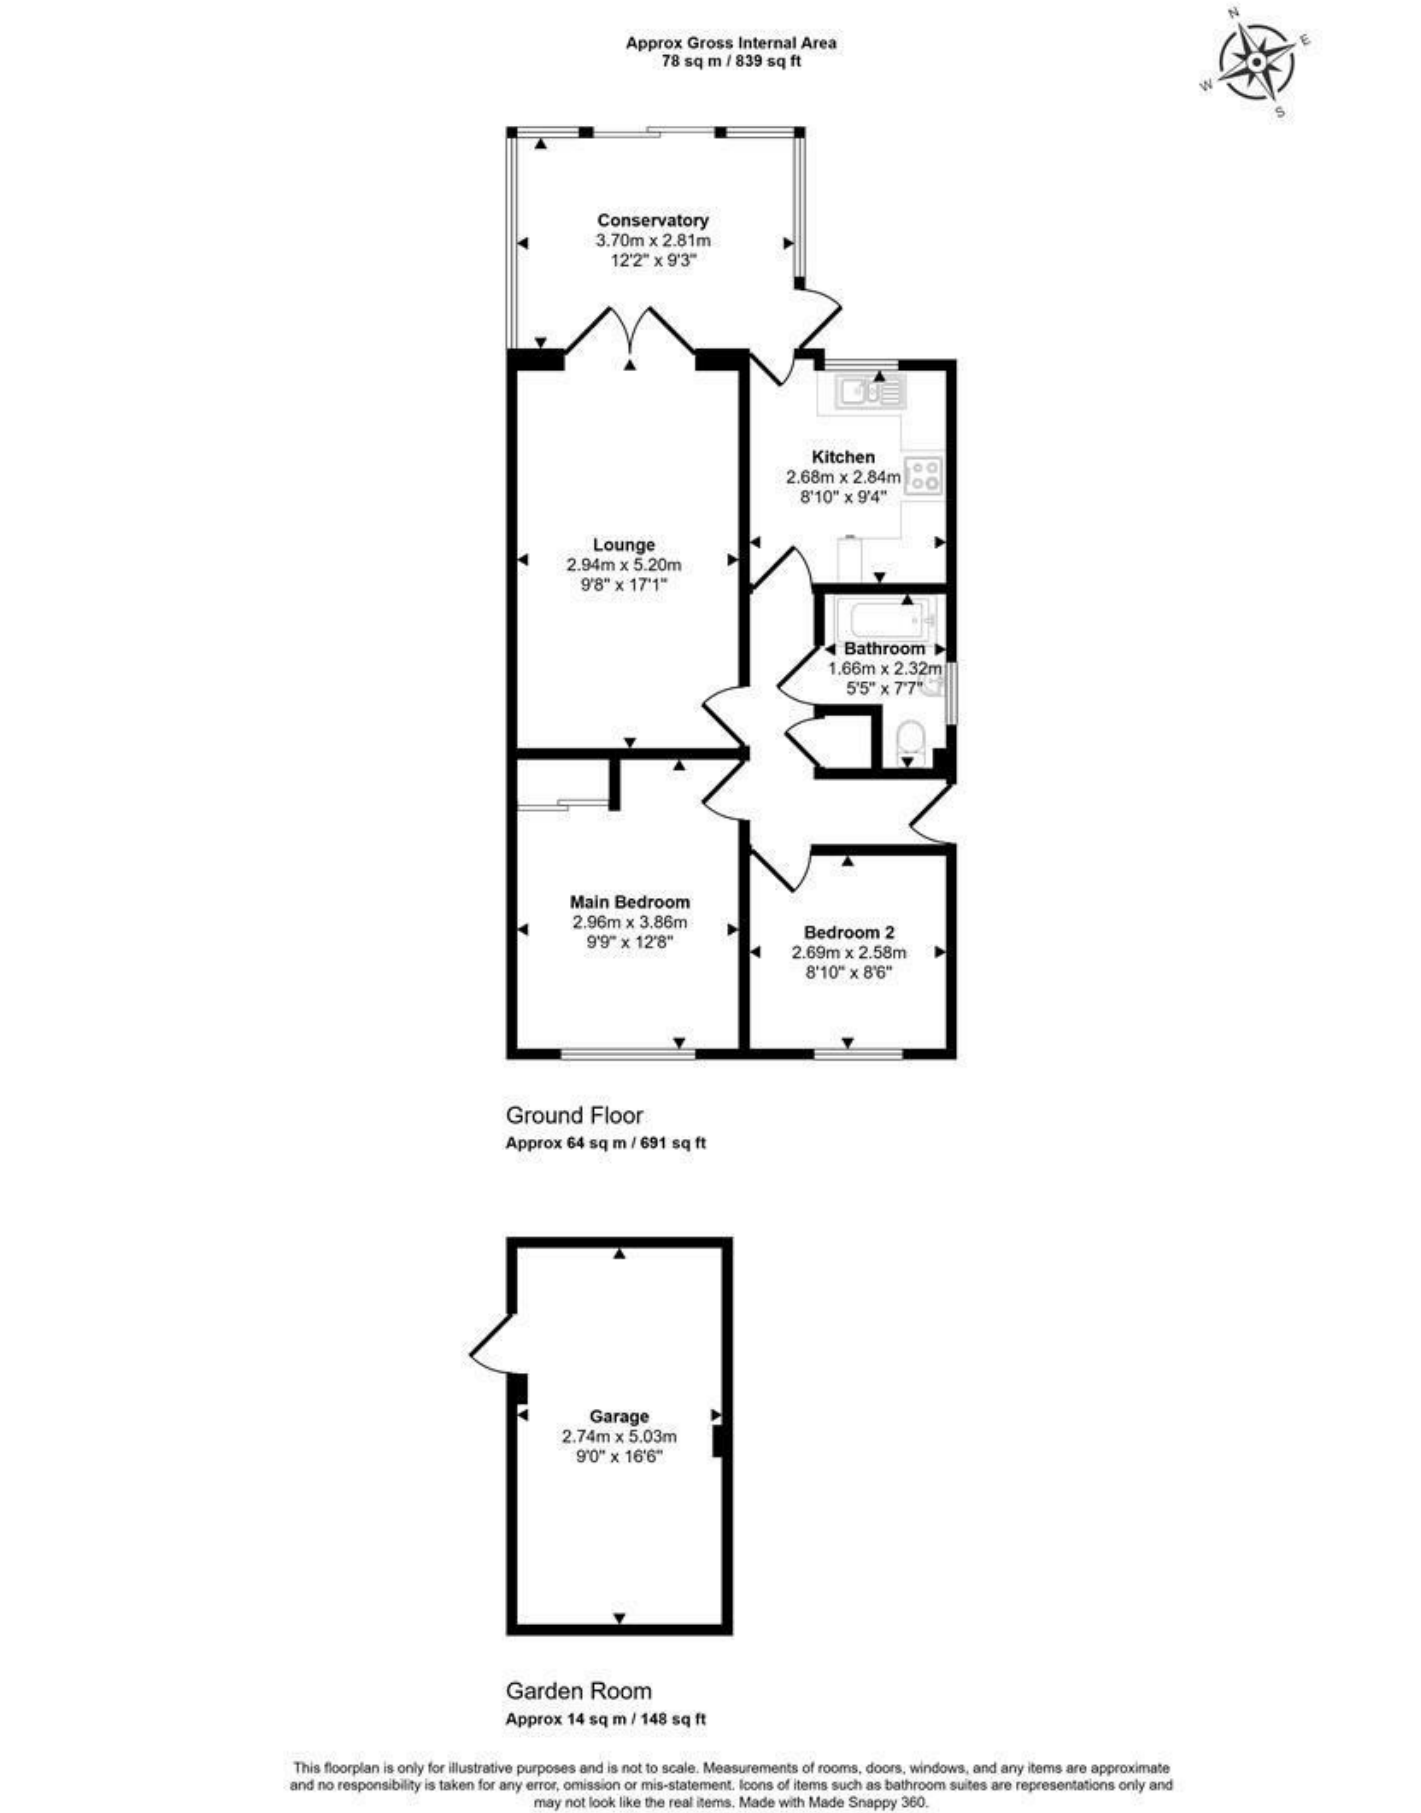 Approx Gross Internal Area
78 sq m / 839 sq ft
N
E
W
S
Conservatory
3.70m x 2.81m
12'2" x 9'3"
Kitchen
2.68m x 2.84m
8'10" x 9'4"
Lounge
2.94m x 5.20m
9'8" x 17'1"
Bathroom
1.66m x 2.32m
5'5" x 7'7"
Main Bedroom
2.96m x 3.86m
9'9" x 12'8"
Bedroom 2
2.69m x 2.58m
8'10" x 8'6"
Ground Floor
Approx 64 sq m / 691 sq ft
Garage
2.74m x 5.03m
9'0" x 16'6"
Garden Room
Approx 14 sq m / 148 sq ft
This floorplan is only for illustrative purposes and is not to scale. Measurements of rooms, doors, windows, and any items are approximate
and no responsibility is taken for any error, omission or mis-statement. Icons of items such as bathroom suites are representations only and
may not look like the real items. Made with Made Snappy 360.